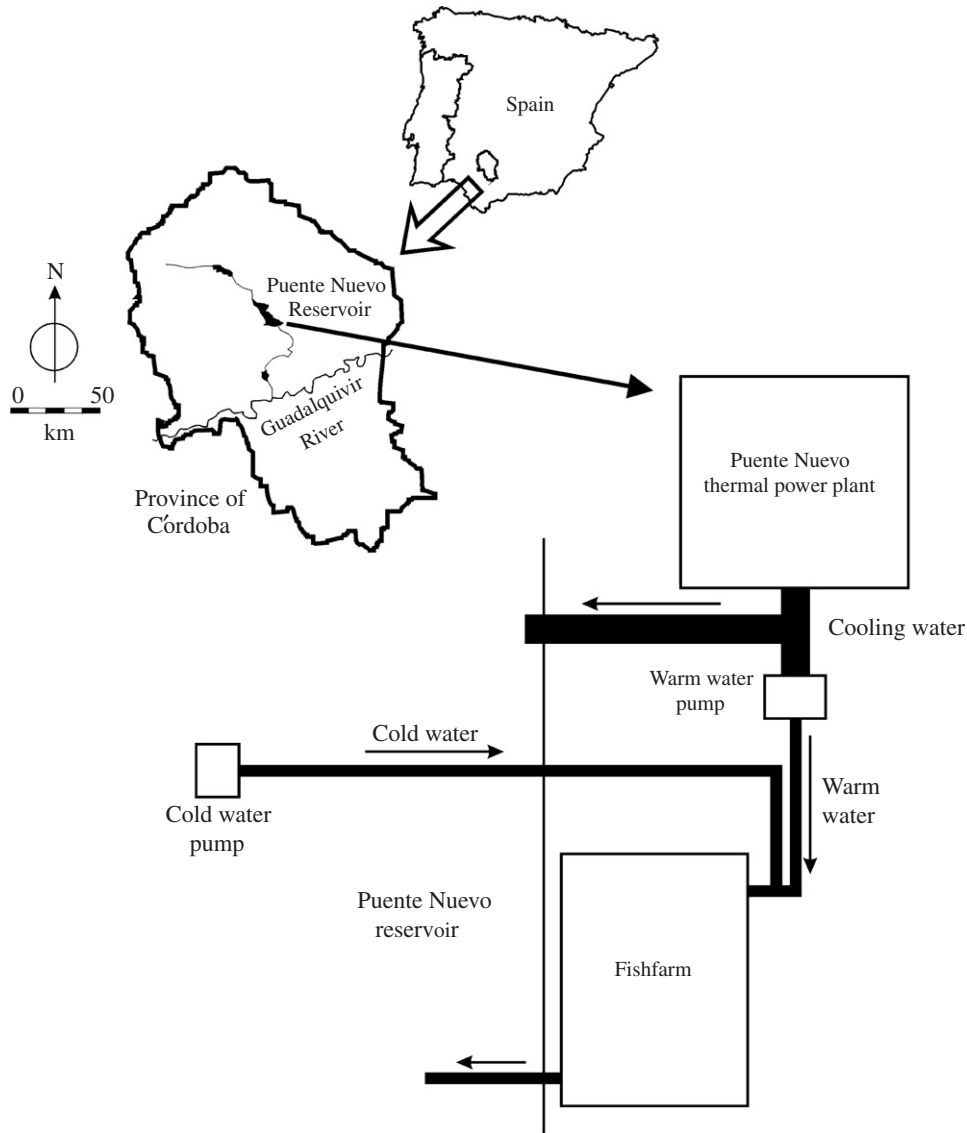 Spain
N
Puente Nuevo
Reservoir
0 50
km
Guadalquivir
River
Province of
Córdoba
Puente Nuevo
thermal power plant
Cooling water
Warm water
pump
Cold water
Cold water
pump
Warm
water
Puente Nuevo
reservoir
Fishfarm